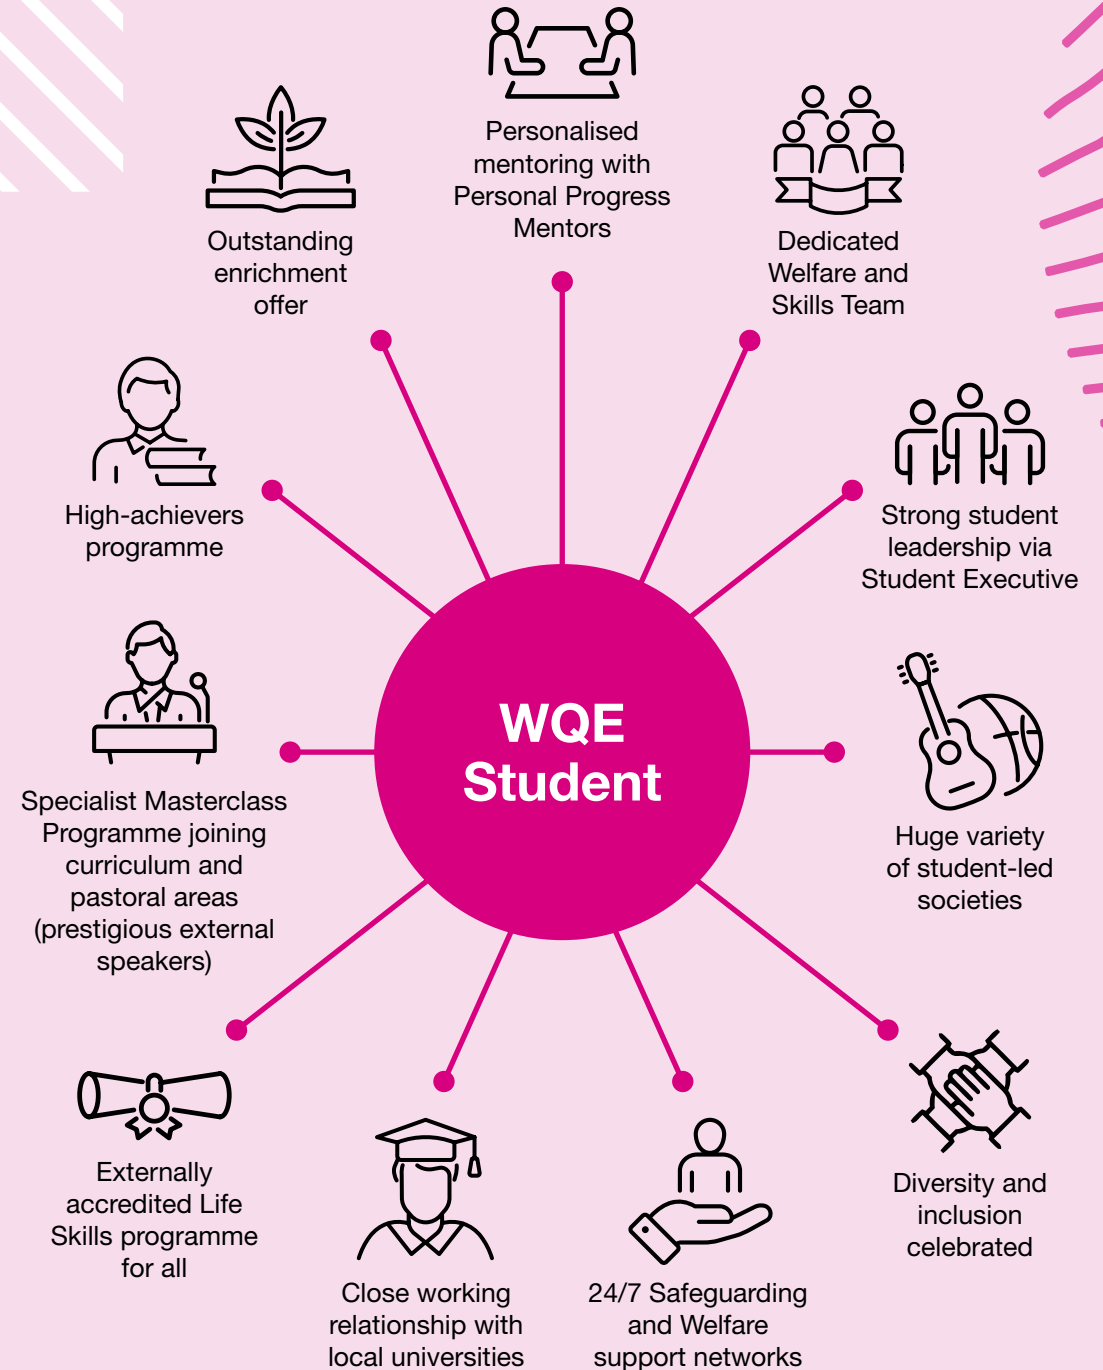 Personalised
mentoring with
Personal Progress
Mentors
Outstanding
enrichment
offer
Dedicated
Welfare and
Skills Team
High-achievers
programme
Strong student
leadership via
Student Executive
WQE
Student
Specialist Masterclass
Programme joining
curriculum and
pastoral areas
(prestigious external
speakers)
Huge variety
of student-led
societies
Externally
accredited Life
Skills programme
for all
Close working
relationship with
local universities
24/7 Safeguarding
and Welfare
support networks
Diversity and
inclusion
celebrated